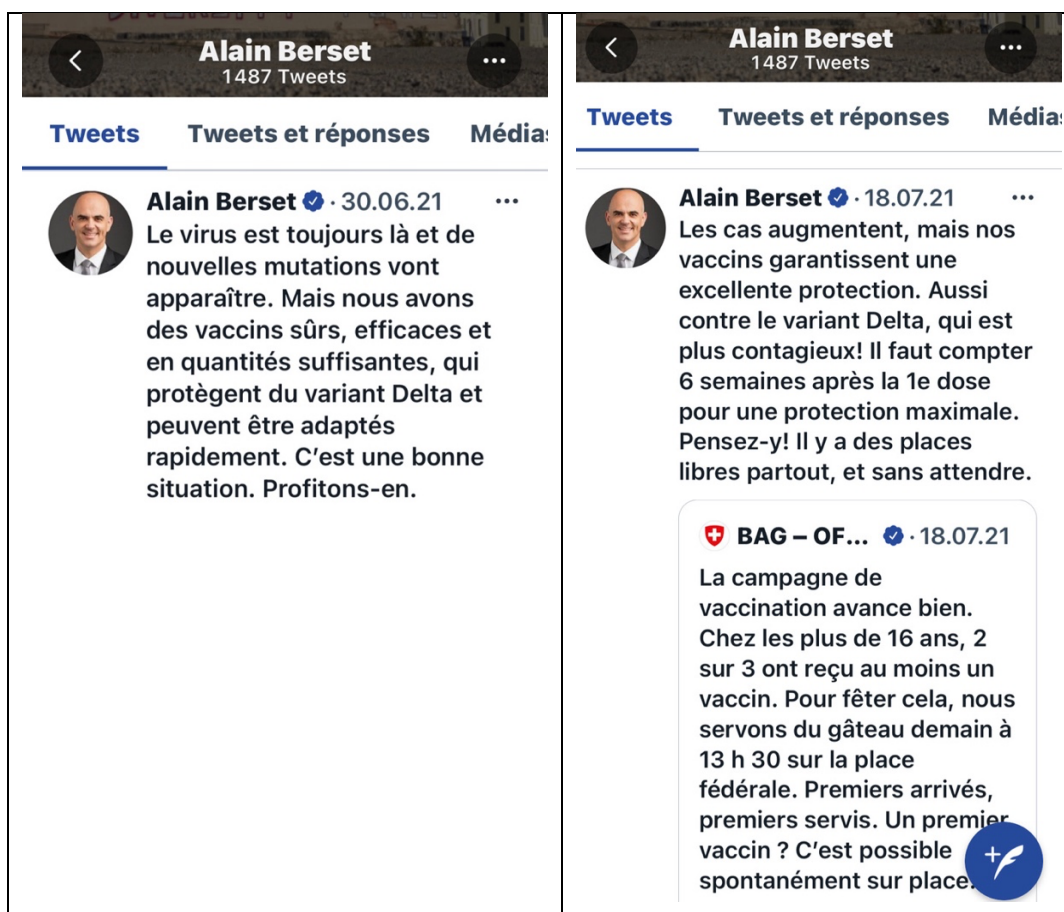 Alain Berset
1487 Tweets
Tweets Tweets et réponses Médias
Alain Berset · 30.06.21
Le virus est toujours là et de
nouvelles mutations vont
apparaître. Mais nous avons
des vaccins sûrs, efficaces et
en quantités suffisantes, qui
protègent du variant Delta et
peuvent être adaptés
rapidement. C'est une bonne
situation. Profitons-en.
Alain Berset
1487 Tweets
Tweets Tweets et réponses Médias
Alain Berset · 18.07.21
Les cas augmentent, mais nos
vaccins garantissent une
excellente protection. Aussi
contre le variant Delta, qui est
plus contagieux! Il faut compter
6 semaines après la 1e dose
pour une protection maximale.
Pensez-y! Il y a des places
libres partout, et sans attendre.
BAG – OF... · 18.07.21
La campagne de
vaccination avance bien.
Chez les plus de 16 ans, 2
sur 3 ont reçu au moins un
vaccin. Pour fêter cela, nous
servons du gâteau demain à
13 h 30 sur la place
fédérale. Premiers arrivés,
premiers servis. Un premier
vaccin ? C'est possible
spontanément sur place.